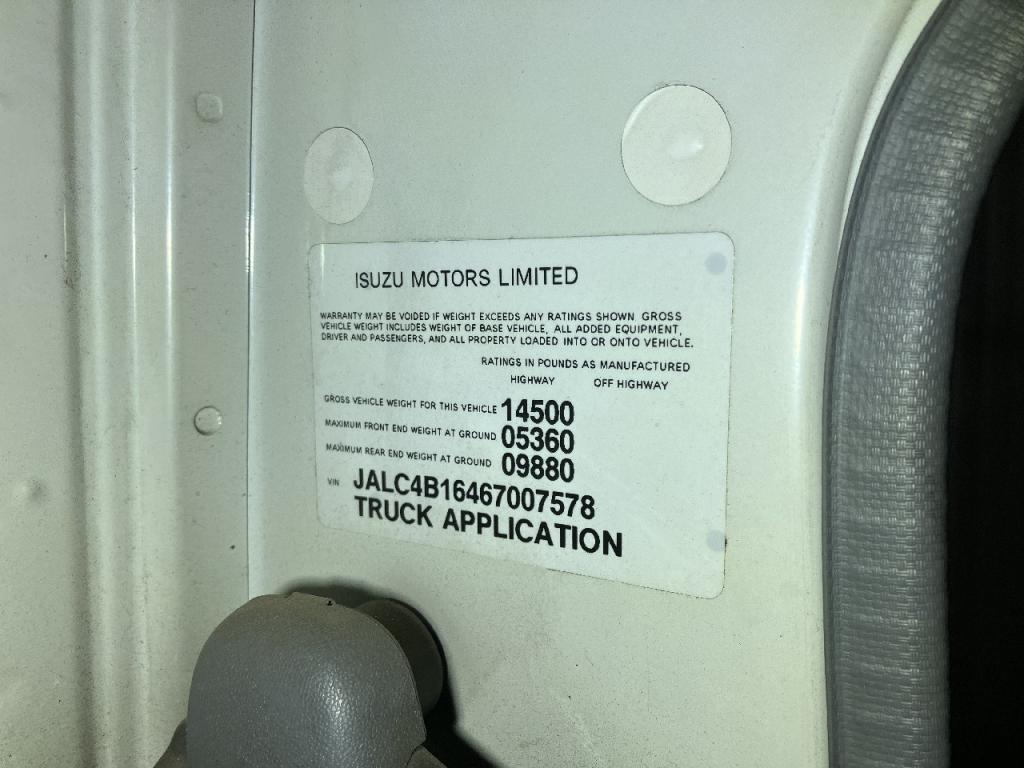 ISUZU MOTORS LIMITED
WARRANTY MAY BE VOIDED IF WEIGHT EXCEEDS ANY RATINGS SHOWN GROSS
VEHICLE WEIGHT INCLUDES WEIGHT OF BASE VEHICLE, ALL ADDED EQUIPMENT,
DRIVER AND PASSENGERS, AND ALL PROPERTY LOADED INTO OR ONTO VEHICLE.
RATINGS IN POUNDS AS MANUFACTURED
HIGHWAY OFF HIGHWAY
GROSS VEHICLE WEIGHT FOR THIS VEHICLE 14500
MAXIMUM FRONT END WEIGHT AT GROUND 05360
MAXIMUM REAR END WEIGHT AT GROUND 09880
VIN JALC4B16467007578
TRUCK APPLICATION